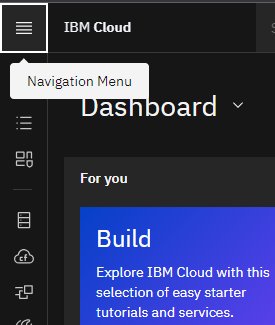 IBM Cloud
Navigation Menu
Dashboard
cf
For you
Build
Explore IBM Cloud with this
selection of easy starter
tutorials and services.